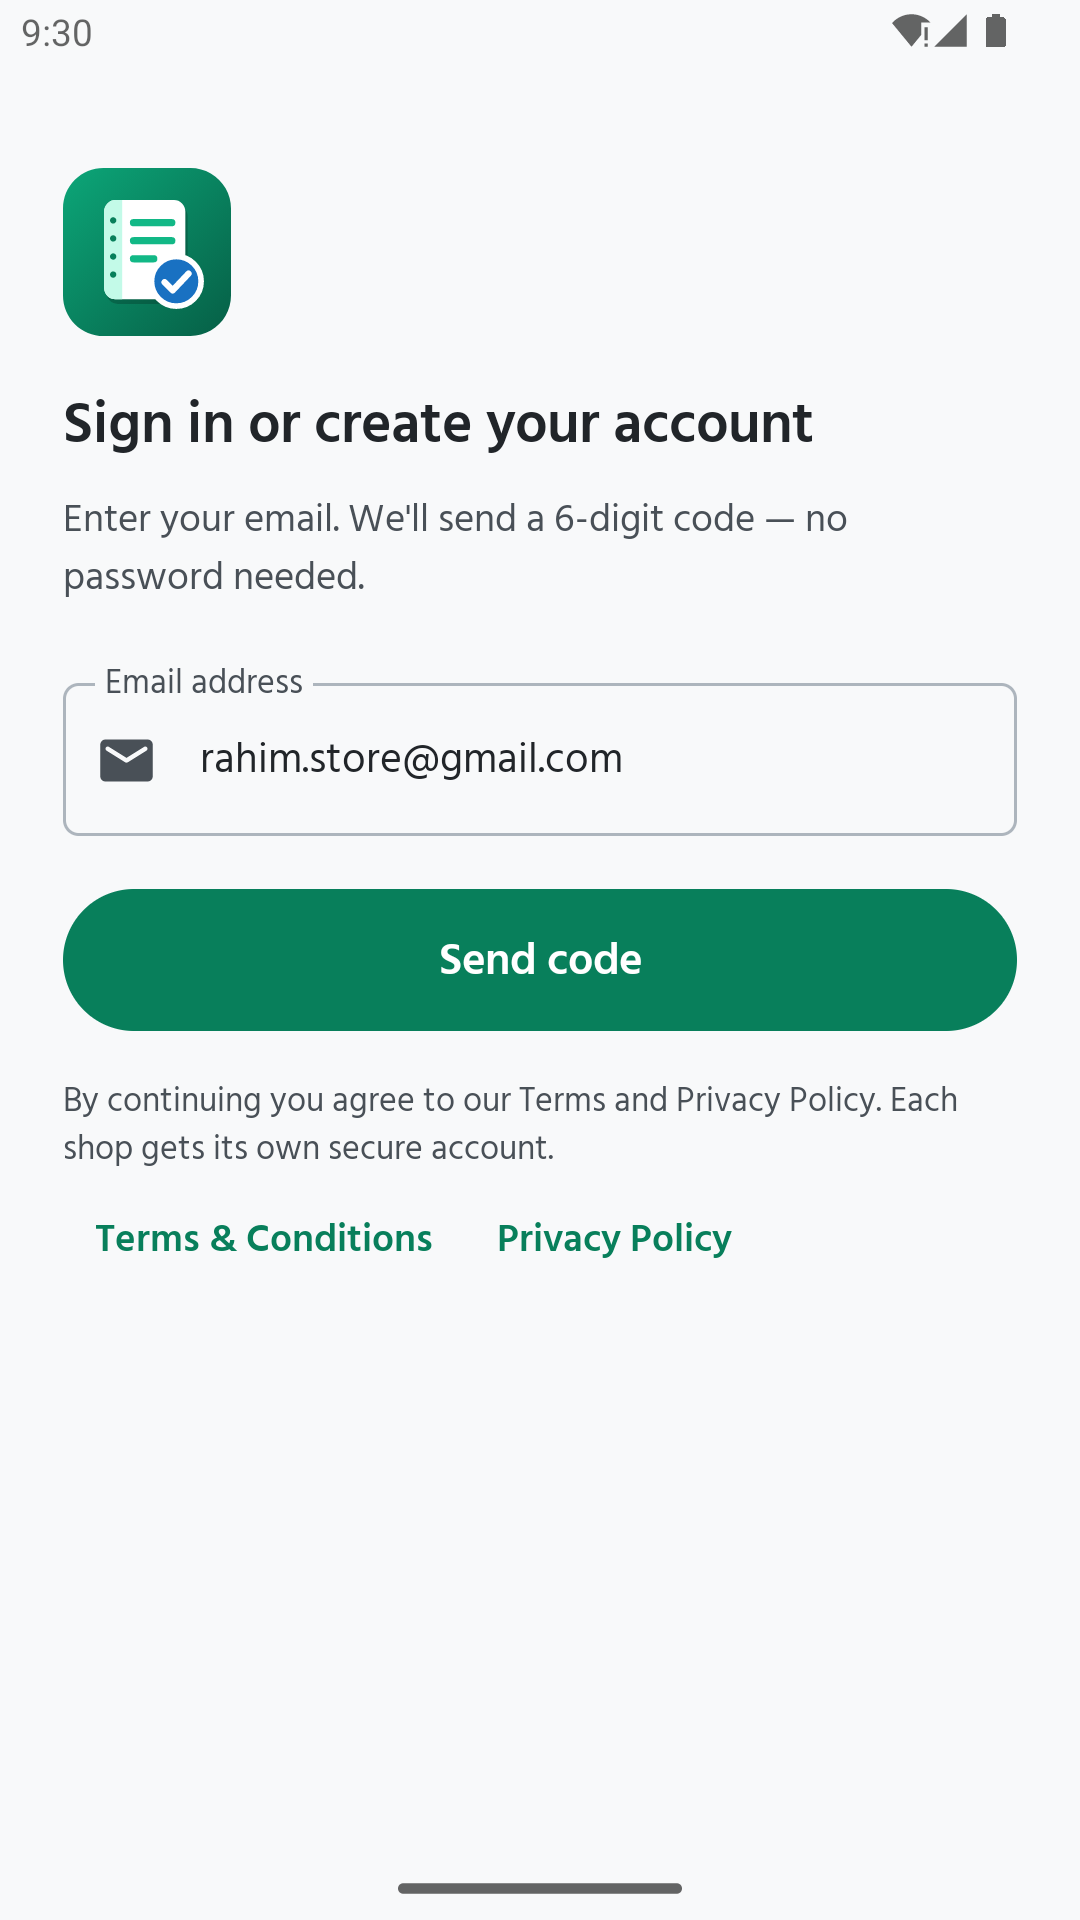 9:30
Sign in or create your account
Enter your email. We'll send a 6-digit code — no
password needed.
Email address
rahim.store@gmail.com
Send code
By continuing you agree to our Terms and Privacy Policy. Each
shop gets its own secure account.
Terms & Conditions Privacy Policy